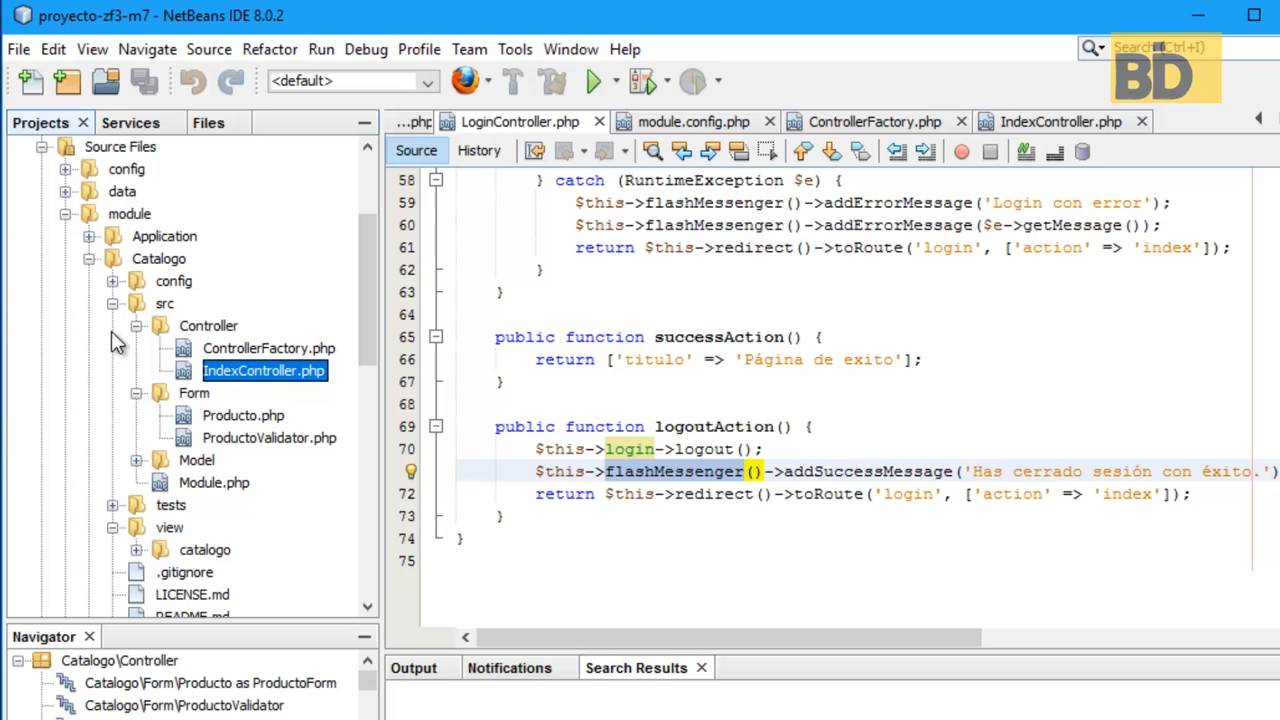 proyecto-zf3-m7 - NetBeans IDE 8.0.2
File Edit View Navigate Source Refactor Run Debug Profile Team Tools Window Help
Search (Ctrl+I)
BD
<default>
Projects Services Files
...php LoginController.php module.config.php ControllerFactory.php IndexController.php
Source History
Source Files
config
data
module
Application
Catalogo
config
src
Controller
ControllerFactory.php
IndexController.php
Form
Producto.php
ProductoValidator.php
Model
Module.php
tests
view
catalogo
.gitignore
LICENSE.md
README.md
58 } catch (RuntimeException $e) {
59 $this->flashMessenger()->addErrorMessage('Login con error');
60 $this->flashMessenger()->addErrorMessage($e->getMessage());
61 return $this->redirect()->toRoute('login', ['action' => 'index']);
62 }
63 }
64
65 public function successAction() {
66 return ['titulo' => 'Página de exito'];
67 }
68
69 public function logoutAction() {
70 $this->login->logout();
$this->flashMessenger()->addSuccessMessage('Has cerrado sesión con éxito.')
72 return $this->redirect()->toRoute('login', ['action' => 'index']);
73 }
74 }
75
Navigator
Catalogo\Controller
Catalogo\Form\Producto as ProductoForm
Catalogo\Form\ProductoValidator
Output Notifications Search Results